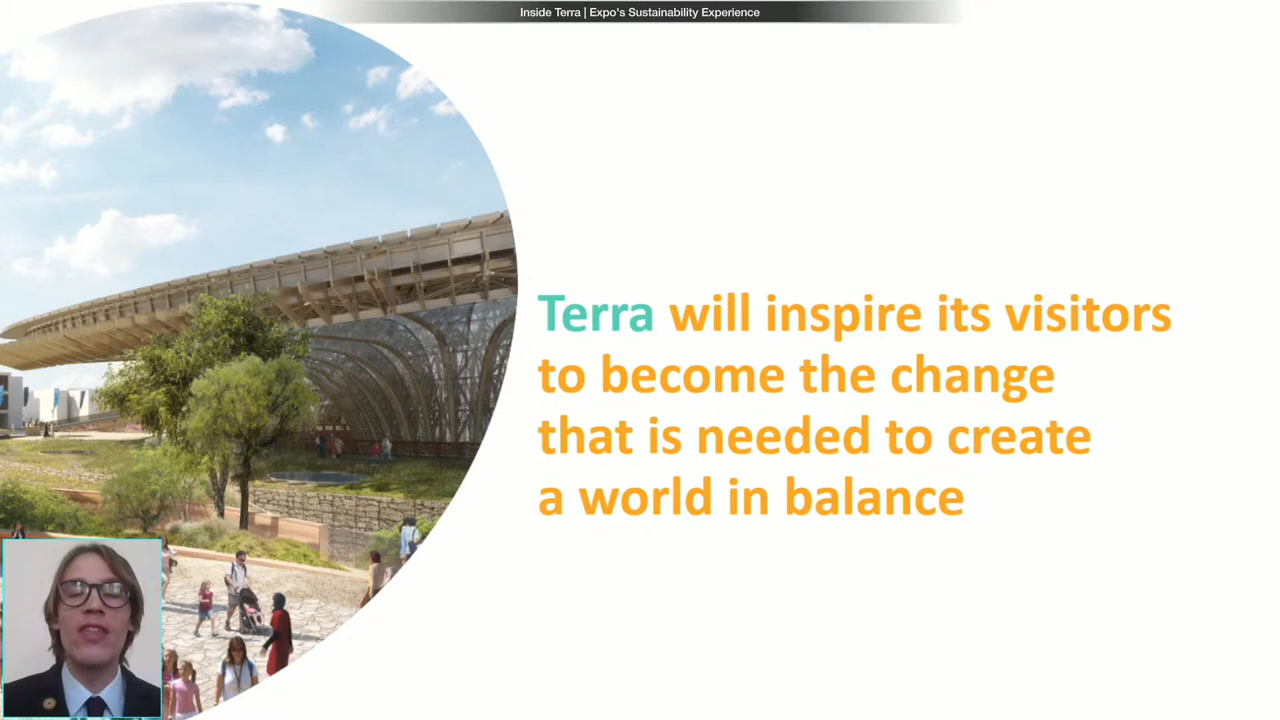 Inside Terra | Expo's Sustainability Experience
Terra will inspire its visitors
to become the change
that is needed to create
a world in balance